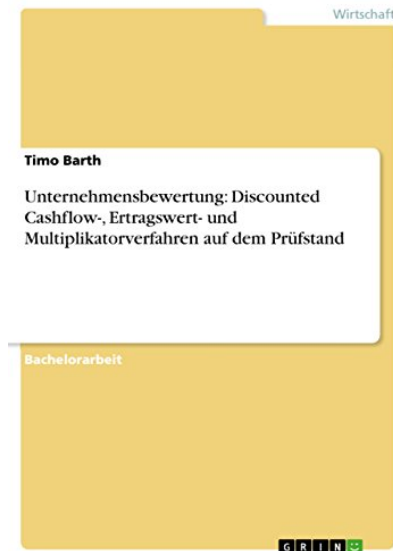 Wirtschaft
Timo Barth
Unternehmensbewertung: Discounted
Cashflow-, Ertragswert- und
Multiplikatorverfahren auf dem Prüfstand
Bachelorarbeit
GRIN